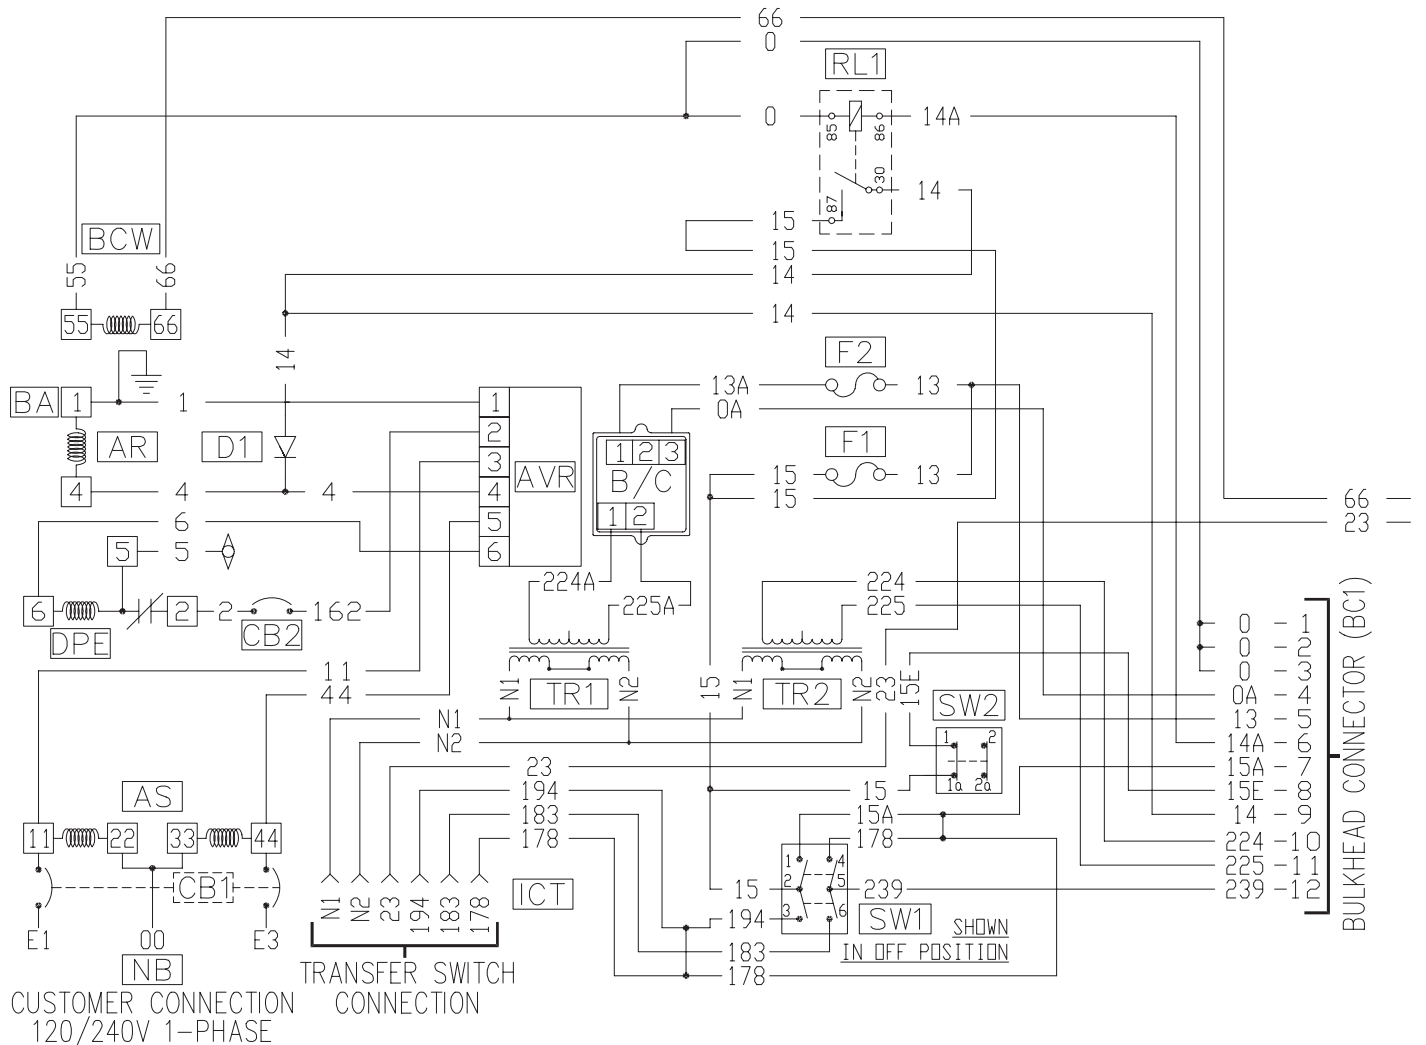 66
0
RL1
0
85
86
14A
30
14
87
BCW
15
15
55
66
14
55
66
14
14
F2
13A
13
0A
BA
1
1
1
2
AR
D1
F1
1 2 3
3
15
13
AVR
B/C
4
4
4
4
15
66
1 2
6
5
23
5
5
6
224A
224
225A
225
6
2
2
162
CB2
DPE
0 - 1
0 - 2
11
0 - 3
44
N1
TR1
N2
15
N1
TR2
N2
23
15E
SW2
0A - 4
N1
13 - 5
N2
1
2
14A - 6
23
15A - 7
1a
2a
194
15
15E - 8
AS
183
15A
14 - 9
11
22
33
44
178
178
224 - 10
1
4
225 - 11
CB1
ICT
15
2
5
239
239 - 12
N1
N2
23
194
183
178
194
3
6
SW1
SHOWN
IN OFF POSITION
E1
00
E3
183
NB
178
TRANSFER SWITCH
CONNECTION
CUSTOMER CONNECTION
120/240V 1-PHASE
BULKHEAD CONNECTOR (BC1)